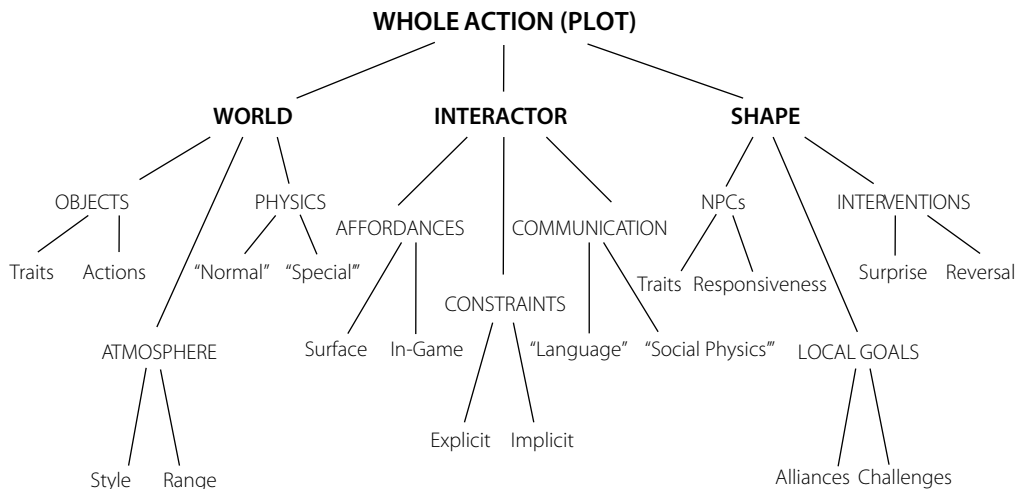 WHOLE ACTION (PLOT)
WORLD
INTERACTOR
SHAPE
OBJECTS
PHYSICS
NPCs
INTERVENTIONS
AFFORDANCES
COMMUNICATION
Traits
Actions
“Normal”
“Special’”
Surprise
Reversal
Traits
Responsiveness
CONSTRAINTS
ATMOSPHERE
Surface
In-Game
“Language”
“Social Physics’”
LOCAL GOALS
Explicit
Implicit
Style
Range
Alliances
Challenges